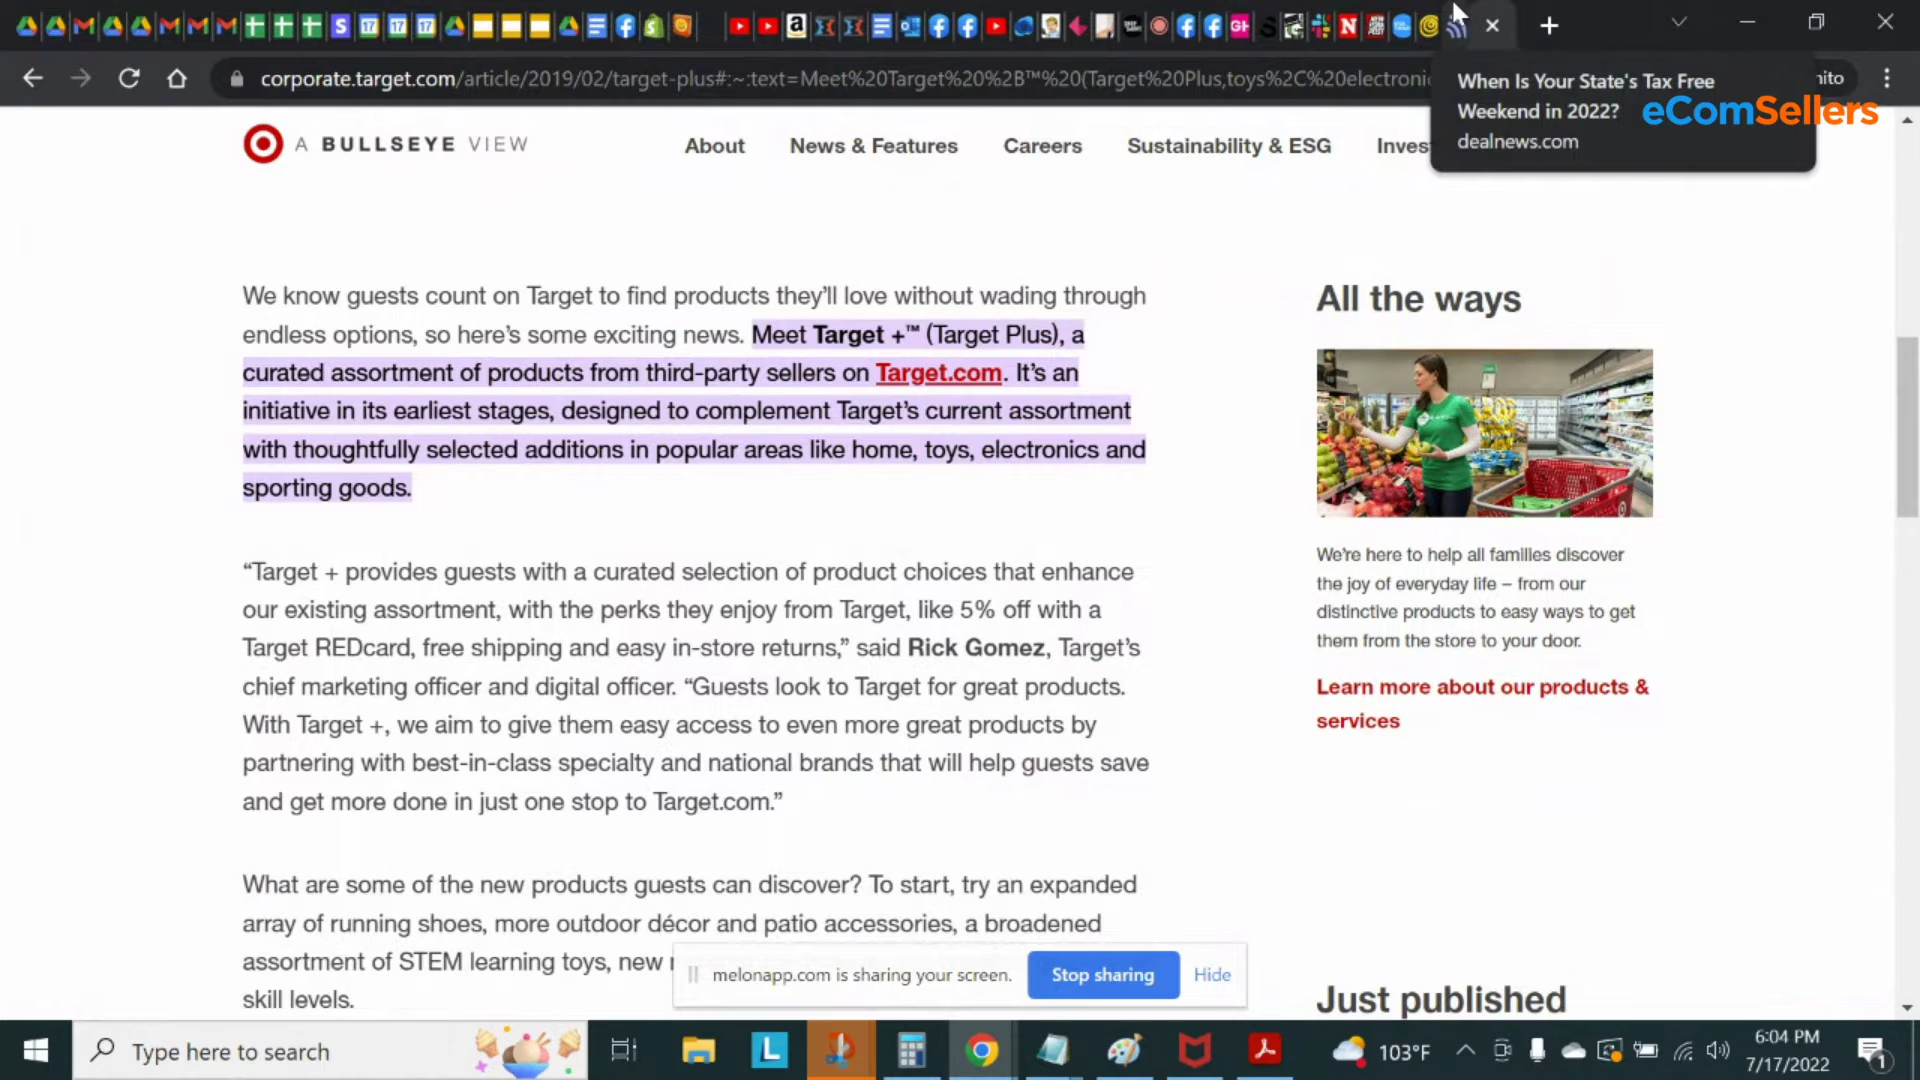 corporate.target.com/article/2019/02/target-plus#:~:text=Meet%20Target%20%2B™%20(Target%20Plus,toys%2C%20electronic
nito
When Is Your State's Tax Free
Weekend in 2022?
dealnews.com
eComSellers
A BULLSEYE VIEW
About
News & Features
Careers
Sustainability & ESG
Inves
We know guests count on Target to find products they'll love without wading through
endless options, so here's some exciting news. Meet Target +™ (Target Plus), a
curated assortment of products from third-party sellers on Target.com. It's an
initiative in its earliest stages, designed to complement Target's current assortment
with thoughtfully selected additions in popular areas like home, toys, electronics and
sporting goods.
“Target + provides guests with a curated selection of product choices that enhance
our existing assortment, with the perks they enjoy from Target, like 5% off with a
Target REDcard, free shipping and easy in-store returns,” said Rick Gomez, Target's
chief marketing officer and digital officer. “Guests look to Target for great products.
With Target +, we aim to give them easy access to even more great products by
partnering with best-in-class specialty and national brands that will help guests save
and get more done in just one stop to Target.com.”
What are some of the new products guests can discover? To start, try an expanded
array of running shoes, more outdoor décor and patio accessories, a broadened
assortment of STEM learning toys, new
skill levels.
All the ways
We're here to help all families discover
the joy of everyday life – from our
distinctive products to easy ways to get
them from the store to your door.
Learn more about our products &
services
Just published
melonapp.com is sharing your screen.
Stop sharing
Hide
Type here to search
103°F
6:04 PM
7/17/2022
1